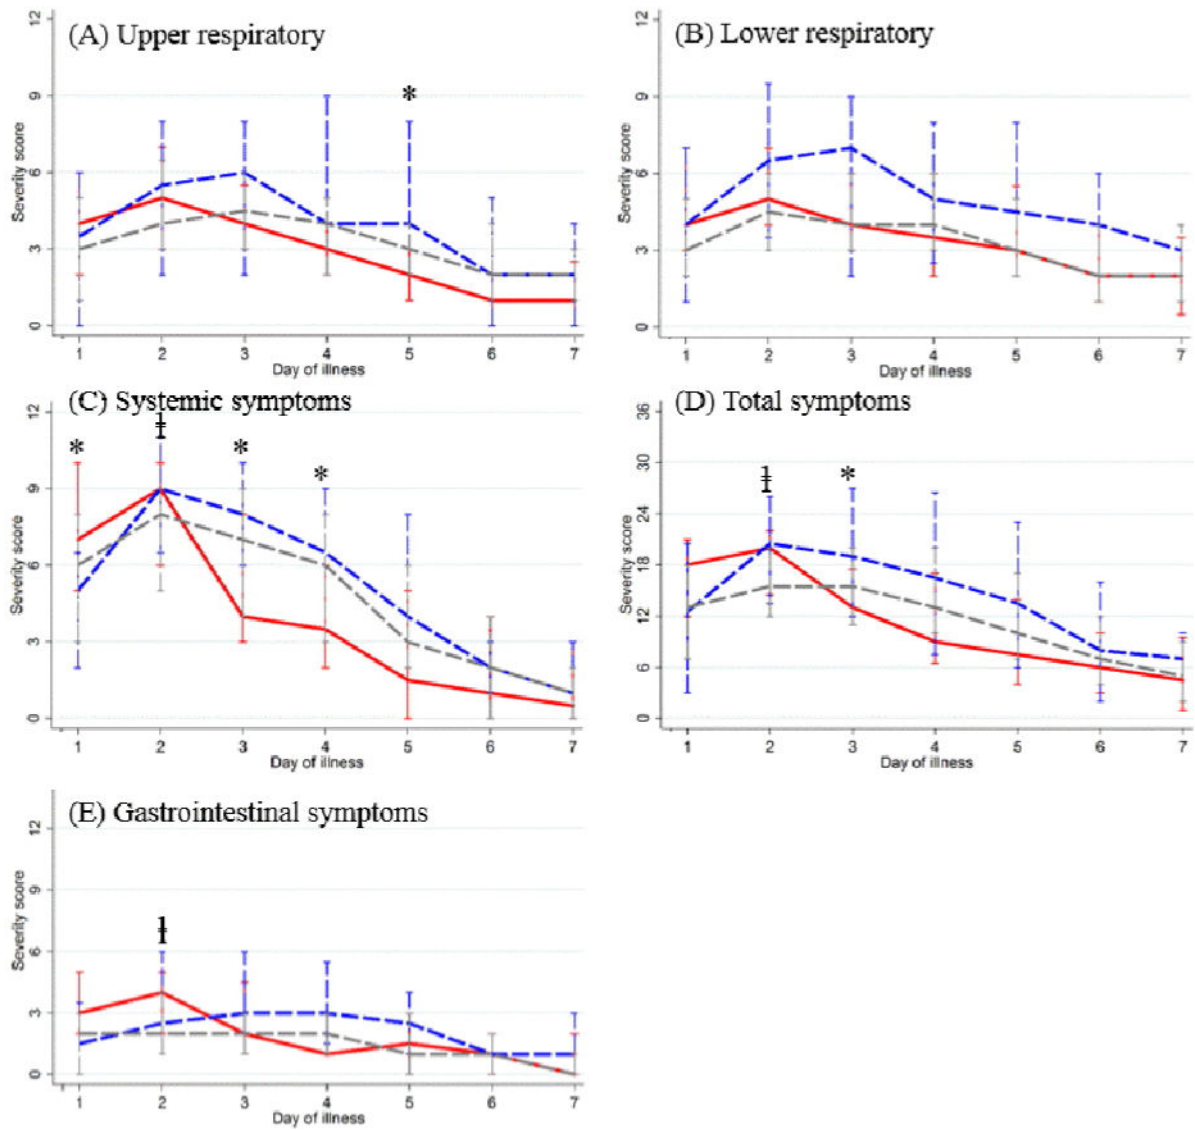 (A) Upper respiratory
12
9
6
3
0
Severity score
*
1 2 3 4 5 6 7
Day of illness
(B) Lower respiratory
12
9
6
3
0
Severity score
1 2 3 4 5 6 7
Day of illness
(C) Systemic symptoms
12
9
6
3
0
Severity score
* ‡ * *
1 2 3 4 5 6 7
Day of illness
(D) Total symptoms
36
30
24
18
12
6
0
Severity score
‡ *
1 2 3 4 5 6 7
Day of illness
(E) Gastrointestinal symptoms
12
9
6
3
0
Severity score
‡
1 2 3 4 5 6 7
Day of illness